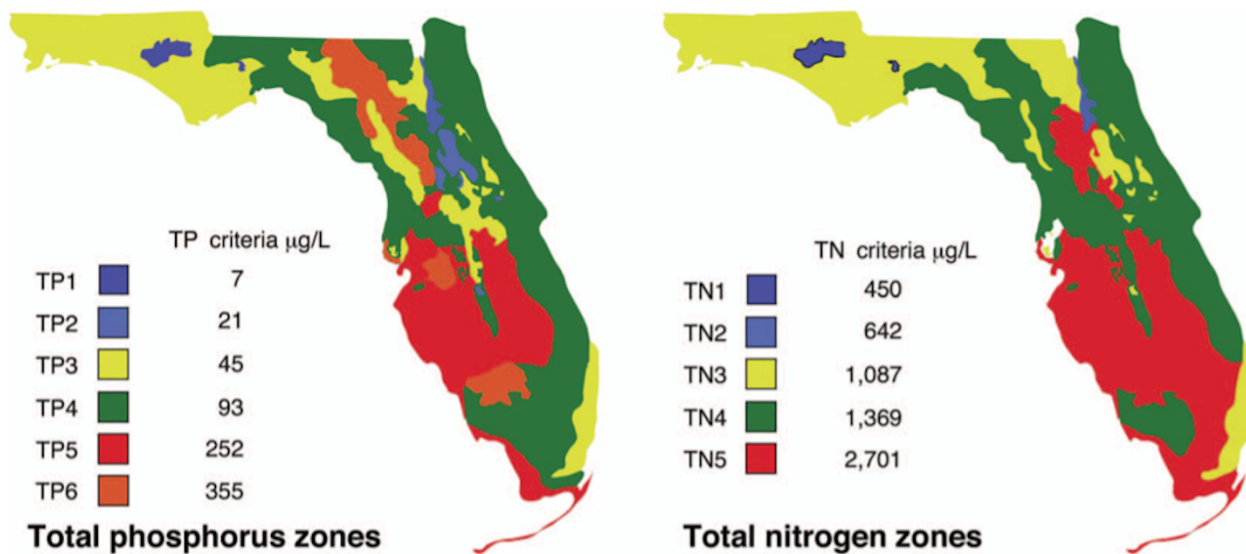 TP criteria µg/L
TP1 7
TP2 21
TP3 45
TP4 93
TP5 252
TP6 355
Total phosphorus zones
TN criteria µg/L
TN1 450
TN2 642
TN3 1,087
TN4 1,369
TN5 2,701
Total nitrogen zones